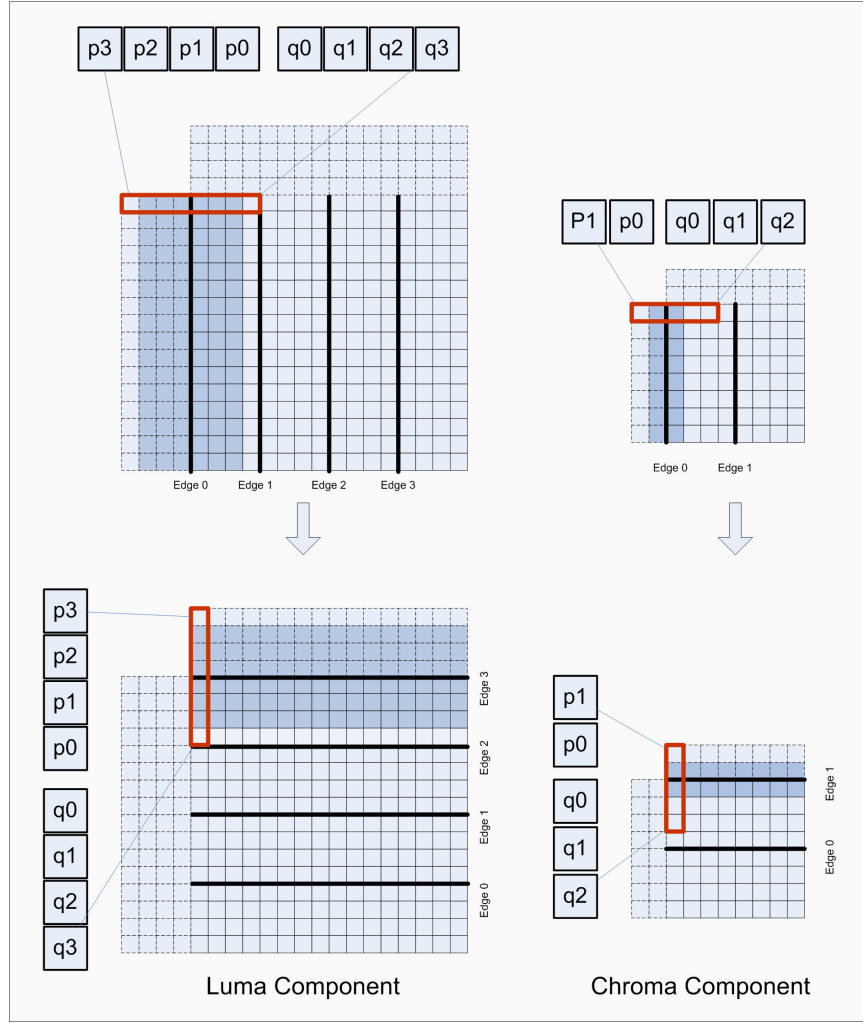 p3 p2 p1 p0 q0 q1 q2 q3
P1 p0 q0 q1 q2
Edge 0 Edge 1 Edge 2 Edge 3
Edge 0 Edge 1
p3
p2
p1
p0
q0
q1
q2
q3
Edge 3
Edge 2
Edge 1
Edge 0
p1
p0
q0
q1
q2
Edge 1
Edge 0
Luma Component
Chroma Component